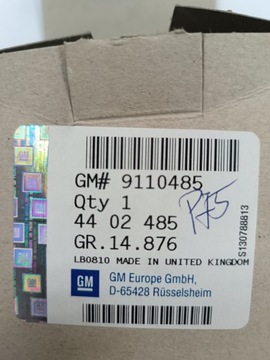 GM# 9110485
Qty 1
44 02 485
GR.14.876
LB0810 MADE IN UNITED KINGDOM
GM
GM Europe GmbH,
D-65428 Rüsselsheim
S130788813